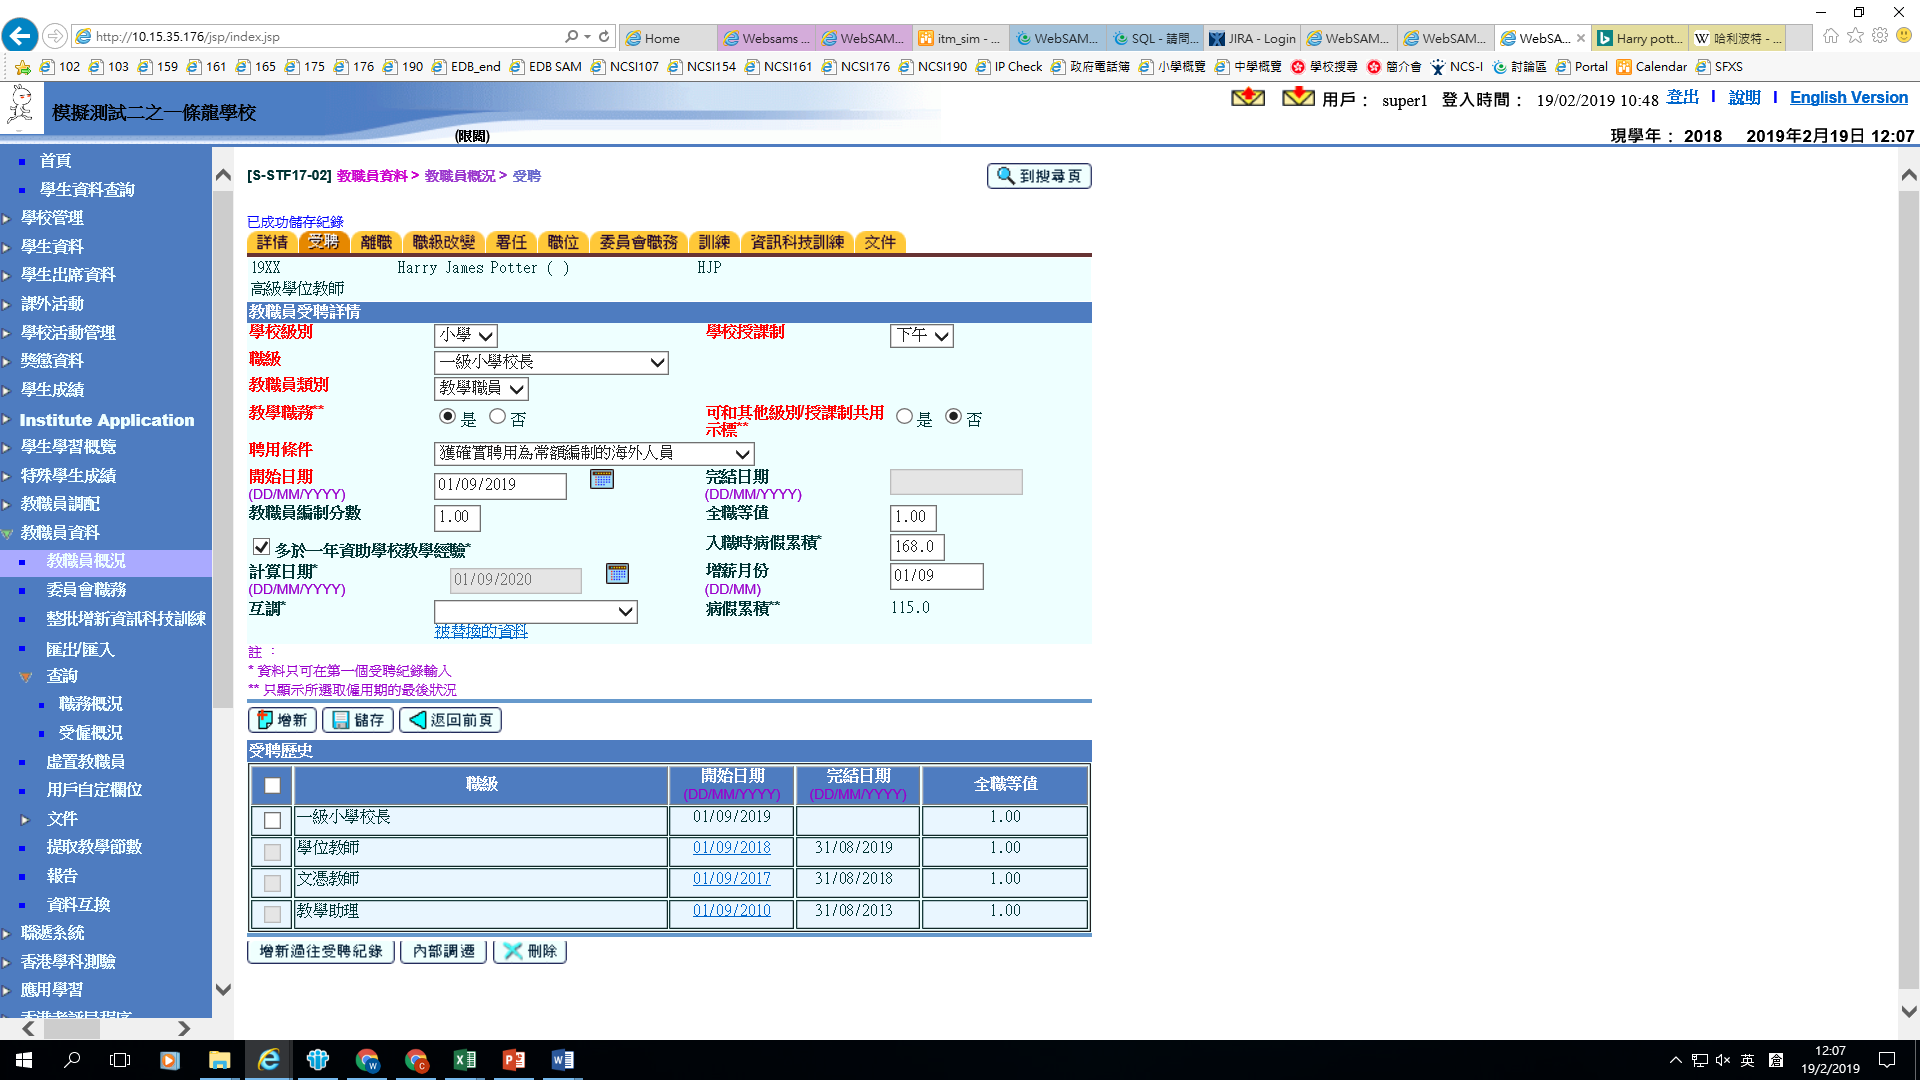 http://10.15.35.176/jsp/index.jsp
Home
Websams ...
WebSAM...
itm_sim - ...
WebSAM...
SQL - 請問...
JIRA - Login
WebSAM...
WebSAM...
WebSA...
Harry pott...
哈利波特 - ...
102 103 159 161 165 175 176 190 EDB_end EDB SAM NCSI107 NCSI154 NCSI161 NCSI176 NCSI190 IP Check 政府電話簿 小學概覽 中學概覽 學校搜尋 簡介會 NCS-I 討論區 Portal Calendar SFXS
模擬測試二之一條龍學校
(限閱)
用戶： super1 登入時間： 19/02/2019 10:48 登出 | 說明 | English Version
現學年： 2018 2019年2月19日 12:07
首頁
學生資料查詢
學校管理
學生資料
學生出席資料
課外活動
學校活動管理
獎懲資料
學生成績
Institute Application
學生學習概覽
特殊學生成績
教職員調配
教職員資料
教職員概況
委員會職務
整批增新資訊科技訓練
匯出/匯入
查詢
職務概況
受僱概況
虛置教職員
用戶自定欄位
文件
提取教學節數
報告
資料互換
聯遞系統
香港學科測驗
應用學習
香港考評局程序
[S-STF17-02] 教職員資料 > 教職員概況 > 受聘
到搜尋頁
已成功儲存紀錄
詳情 受聘 離職 職級改變 署任 職位 委員會職務 訓練 資訊科技訓練 文件
19XX Harry James Potter ( ) HJP
高級學位教師
教職員受聘詳情
學校級別 小學 學校授課制 下午
職級 一級小學校長
教職員類別 教學職員
教學職務** 是 否 可和其他級別/授課制共用
示標** 是 否
聘用條件 獲確實聘用為常額編制的海外人員
開始日期 01/09/2019 完結日期
(DD/MM/YYYY) (DD/MM/YYYY)
教職員編制分數 1.00 全職等值 1.00
多於一年資助學校教學經驗* 入職時病假累積* 168.0
計算日期* 01/09/2020 增薪月份 01/09
(DD/MM/YYYY) (DD/MM)
互調* 病假累積** 115.0
被替換的資料
註 ：
* 資料只可在第一個受聘紀錄輸入
** 只顯示所選取僱用期的最後狀況
增新 儲存 返回前頁
受聘歷史
職級 開始日期 (DD/MM/YYYY) 完結日期 (DD/MM/YYYY) 全職等值
一級小學校長 01/09/2019 1.00
學位教師 01/09/2018 31/08/2019 1.00
文憑教師 01/09/2017 31/08/2018 1.00
教學助理 01/09/2010 31/08/2013 1.00
增新過往受聘紀錄 內部調遷 刪除
英
倉
12:07
19/2/2019